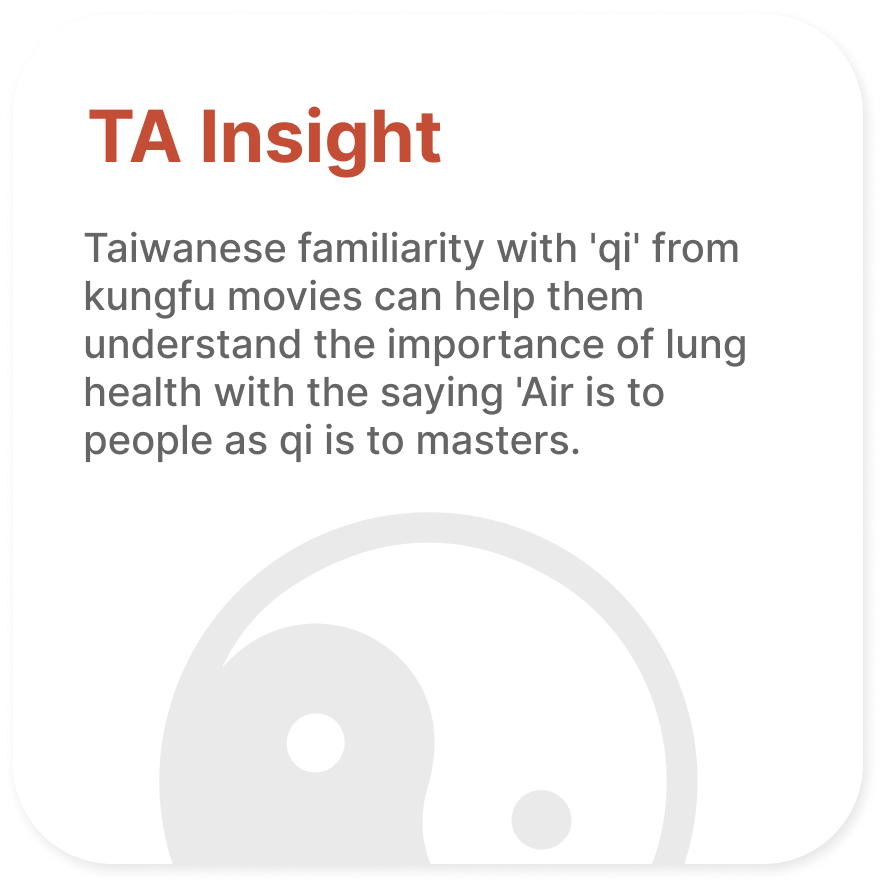 TA Insight
Taiwanese familiarity with 'qi' from
kungfu movies can help them
understand the importance of lung
health with the saying 'Air is to
people as qi is to masters.